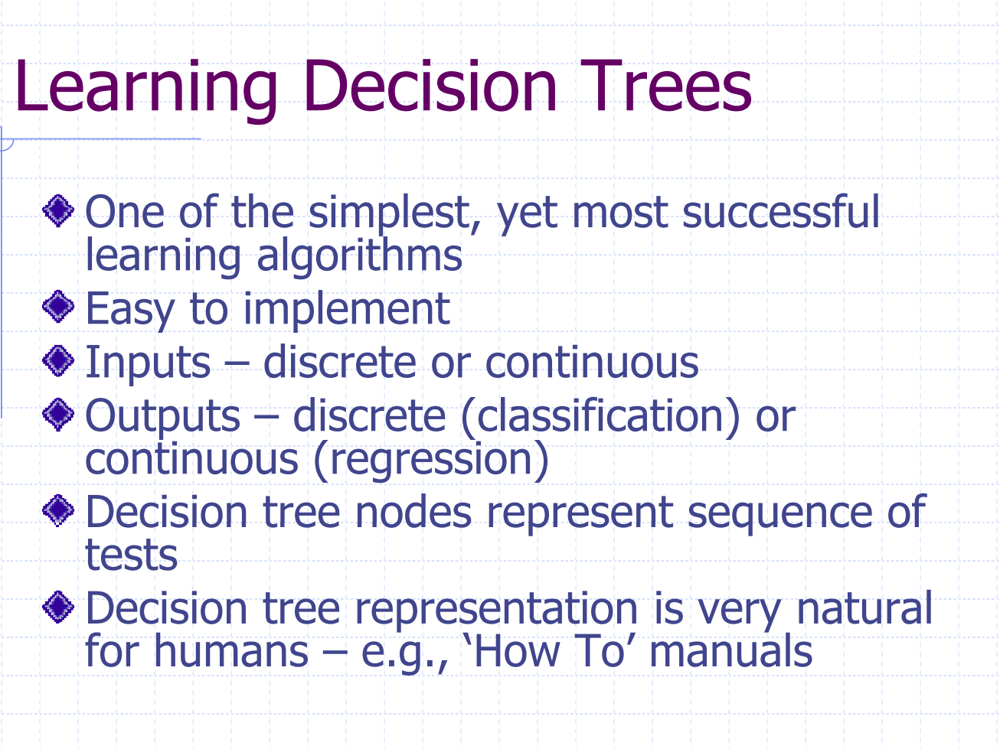 Learning Decision Trees
One of the simplest, yet most successful
learning algorithms
Easy to implement
Inputs – discrete or continuous
Outputs – discrete (classification) or
continuous (regression)
Decision tree nodes represent sequence of
tests
Decision tree representation is very natural
for humans – e.g., ‘How To’ manuals